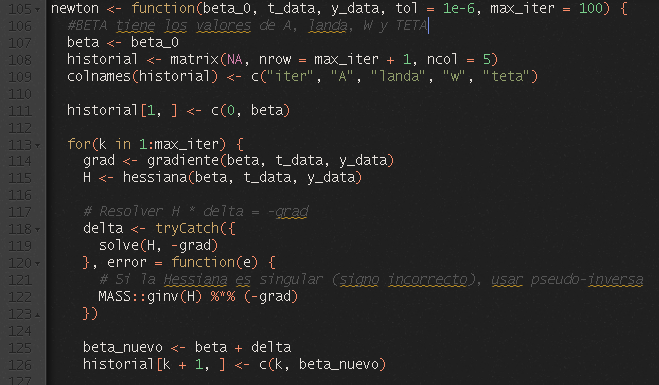 105 newton <- function(beta_0, t_data, y_data, tol = 1e-6, max_iter = 100) {
106 #BETA tiene los valores de A, landa, W y TETA
107 beta <- beta_0
108 historial <- matrix(NA, nrow = max_iter + 1, ncol = 5)
109 colnames(historial) <- c("iter", "A", "landa", "w", "teta")
110
111 historial[1, ] <- c(0, beta)
112
113 for(k in 1:max_iter) {
114 grad <- gradiente(beta, t_data, y_data)
115 H <- hessiana(beta, t_data, y_data)
116
117 # Resolver H * delta = -grad
118 delta <- tryCatch({
119 solve(H, -grad)
120 }, error = function(e) {
121 # Si la Hessiana es singular (signo incorrecto), usar pseudo-inversa
122 MASS::ginv(H) %*% (-grad)
123 })
124
125 beta_nuevo <- beta + delta
126 historial[k + 1, ] <- c(k, beta_nuevo)